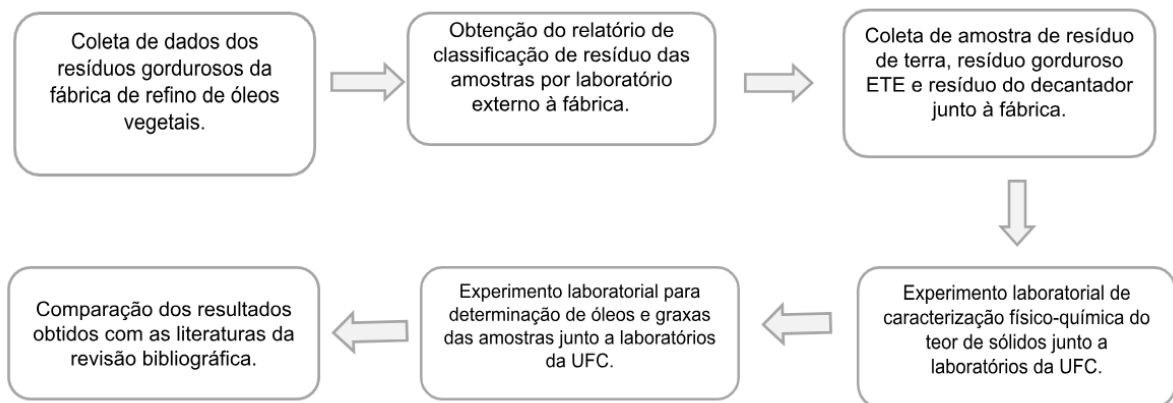 Coleta de dados dos
resíduos gordurosos da
fábrica de refino de óleos
vegetais.
Obtenção do relatório de
classificação de resíduo das
amostras por laboratório
externo à fábrica.
Coleta de amostra de resíduo
de terra, resíduo gorduroso
ETE e resíduo do decantador
junto à fábrica.
Experimento laboratorial de
caracterização físico-química do
teor de sólidos junto a
laboratórios da UFC.
Experimento laboratorial para
determinação de óleos e graxas
das amostras junto a laboratórios
da UFC.
Comparação dos resultados
obtidos com as literaturas da
revisão bibliográfica.